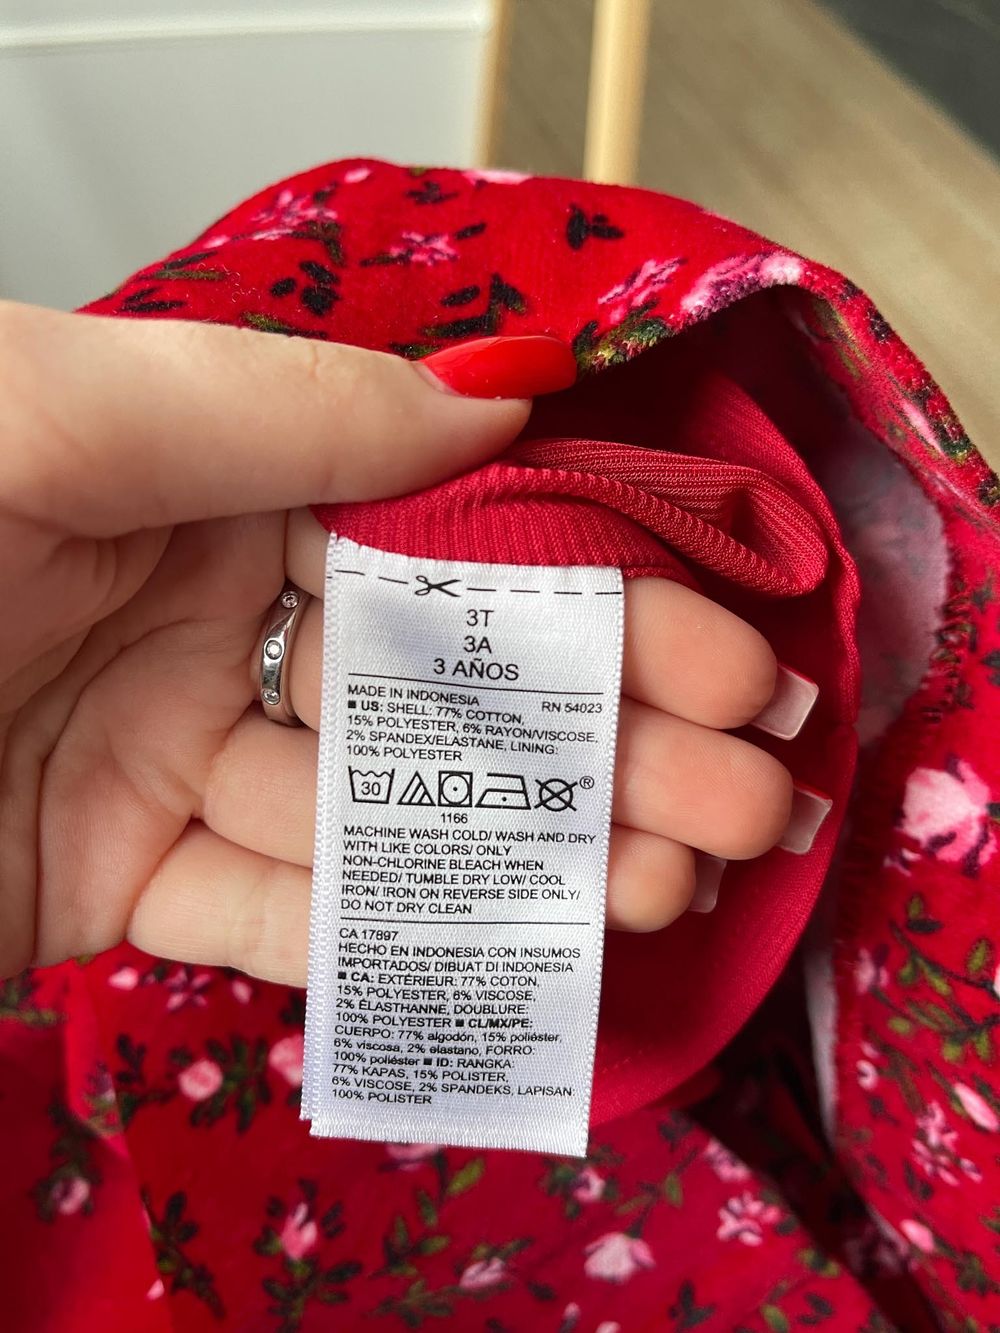 3T
3A
3 AÑOS
MADE IN INDONESIA RN 54023
■ US: SHELL: 77% COTTON,
15% POLYESTER, 6% RAYON/VISCOSE,
2% SPANDEX/ELASTANE, LINING:
100% POLYESTER
30 ®
1166
MACHINE WASH COLD/ WASH AND DRY
WITH LIKE COLORS/ ONLY
NON-CHLORINE BLEACH WHEN
NEEDED/ TUMBLE DRY LOW/ COOL
IRON/ IRON ON REVERSE SIDE ONLY/
DO NOT DRY CLEAN
CA 17897
HECHO EN INDONESIA CON INSUMOS
IMPORTADOS/ DIBUAT DI INDONESIA
■ CA: EXTÉRIEUR: 77% COTON,
15% POLYESTER, 6% VISCOSE,
2% ÉLASTHANNE, DOUBLURE:
100% POLYESTER ■ CL/MX/PE:
CUERPO: 77% algodón, 15% poliéster,
6% viscosa, 2% elastano, FORRO:
100% poliéster ■ ID: RANGKA:
77% KAPAS, 15% POLISTER,
6% VISCOSE, 2% SPANDEKS, LAPISAN:
100% POLISTER